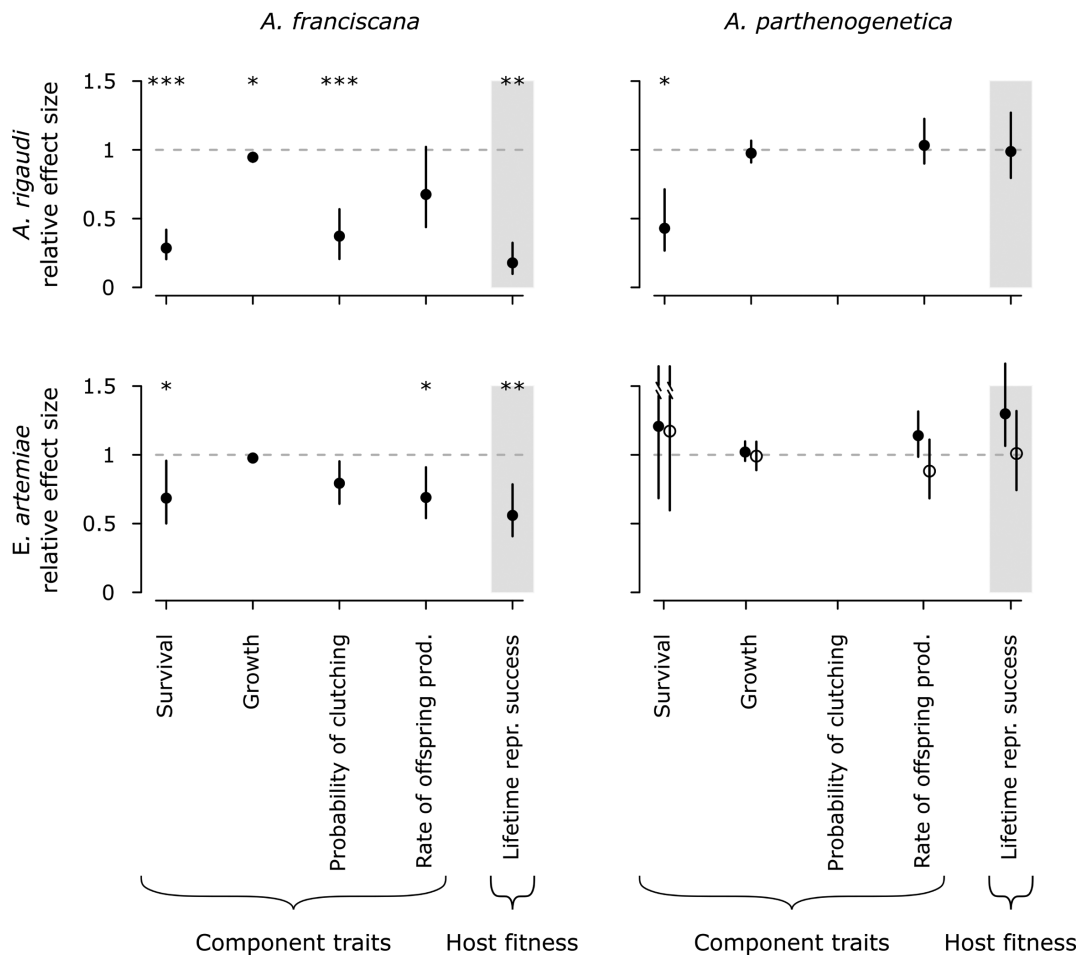 A. franciscana
A. parthenogenetica
A. rigaudi
relative effect size
1.5
1
0.5
0
***
*
***
**
*
E. artemiae
relative effect size
1.5
1
0.5
0
*
*
**
Survival
Growth
Probability of clutching
Rate of offspring prod.
Lifetime repr. success
Survival
Growth
Probability of clutching
Rate of offspring prod.
Lifetime repr. success
Component traits
Host fitness
Component traits
Host fitness